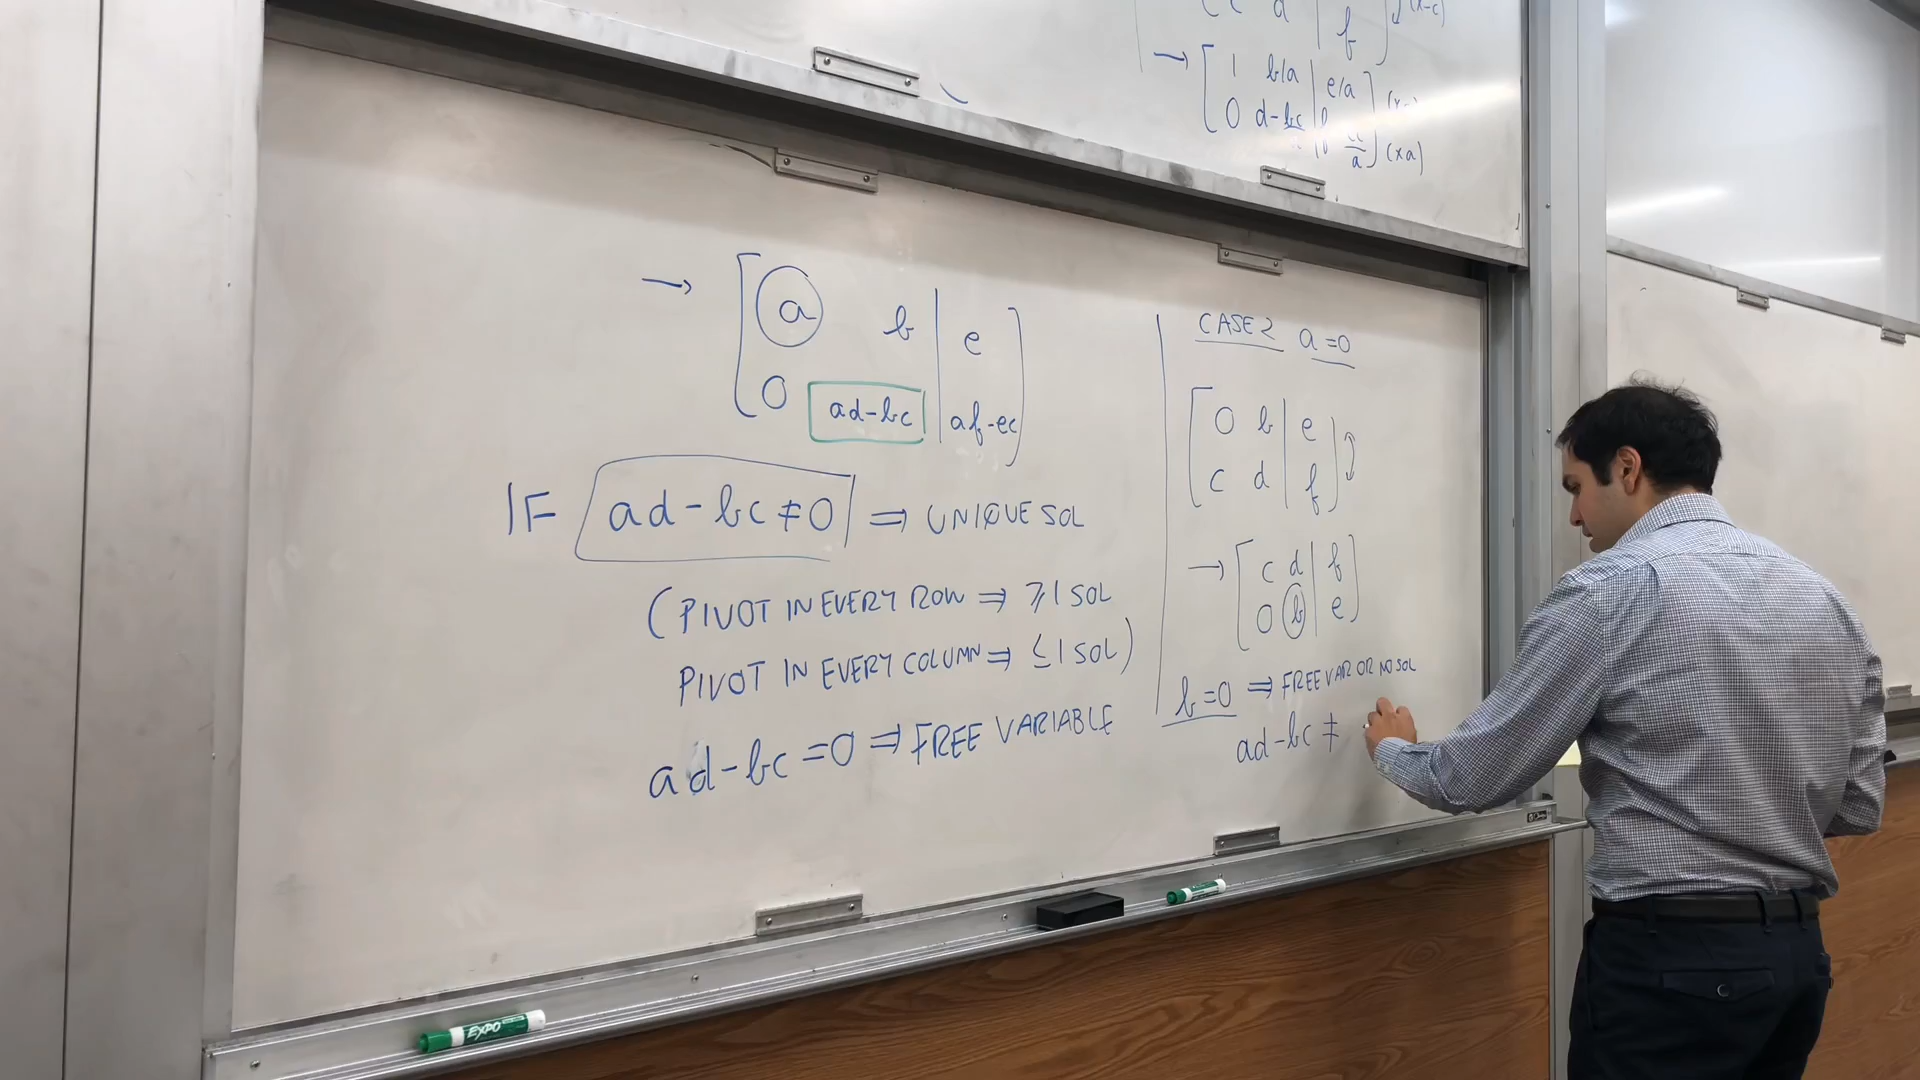 c d | f ] (x-c)
→ [ 1 b/a | e/a ]
[ 0 d-bc | f (xa)
→ [ a b | e ]
[ 0 ad-bc | af-ec ]
IF ad-bc≠0 ⇒ UNIQUE SOL
(PIVOT IN EVERY ROW ⇒ ⩾1 SOL
PIVOT IN EVERY COLUMN ⇒ ≤1 SOL)
ad-bc=0 ⇒ FREE VARIABLE
CASE 2 a=0
[ 0 b | e ]
[ c d | f ]
→ [ c d | f ]
[ 0 b | e ]
b=0 ⇒ FREE VAR OR NO SOL
ad-bc ≠
EXPO